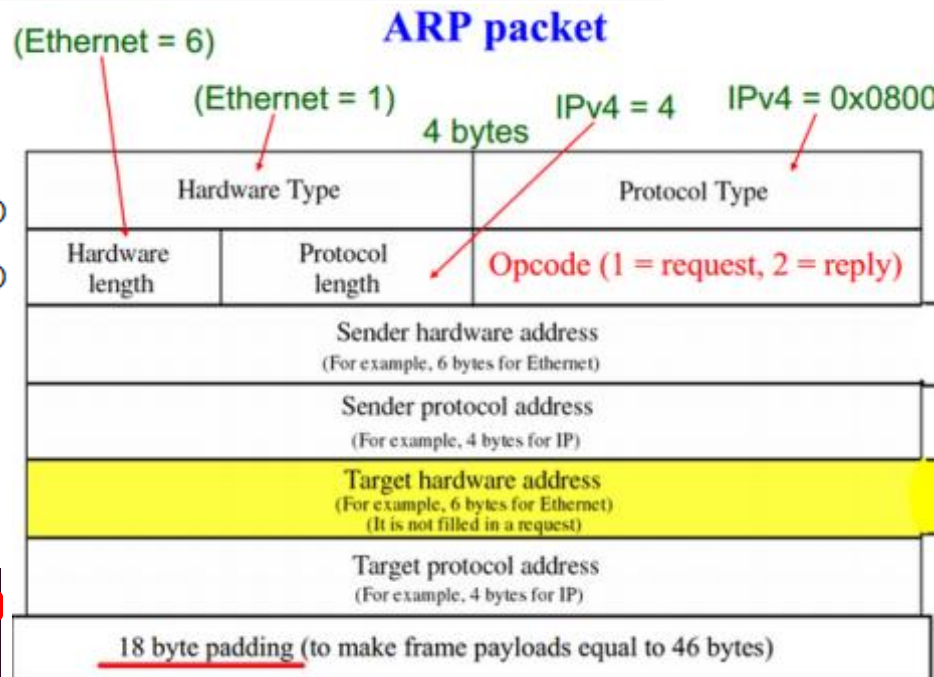 ARP packet
(Ethernet = 6)
(Ethernet = 1)
IPv4 = 4
IPv4 = 0x0800
4 bytes
Hardware Type
Protocol Type
Hardware
length
Protocol
length
Opcode (1 = request, 2 = reply)
Sender hardware address
(For example, 6 bytes for Ethernet)
Sender protocol address
(For example, 4 bytes for IP)
Target hardware address
(For example, 6 bytes for Ethernet)
(It is not filled in a request)
Target protocol address
(For example, 4 bytes for IP)
18 byte padding (to make frame payloads equal to 46 bytes)